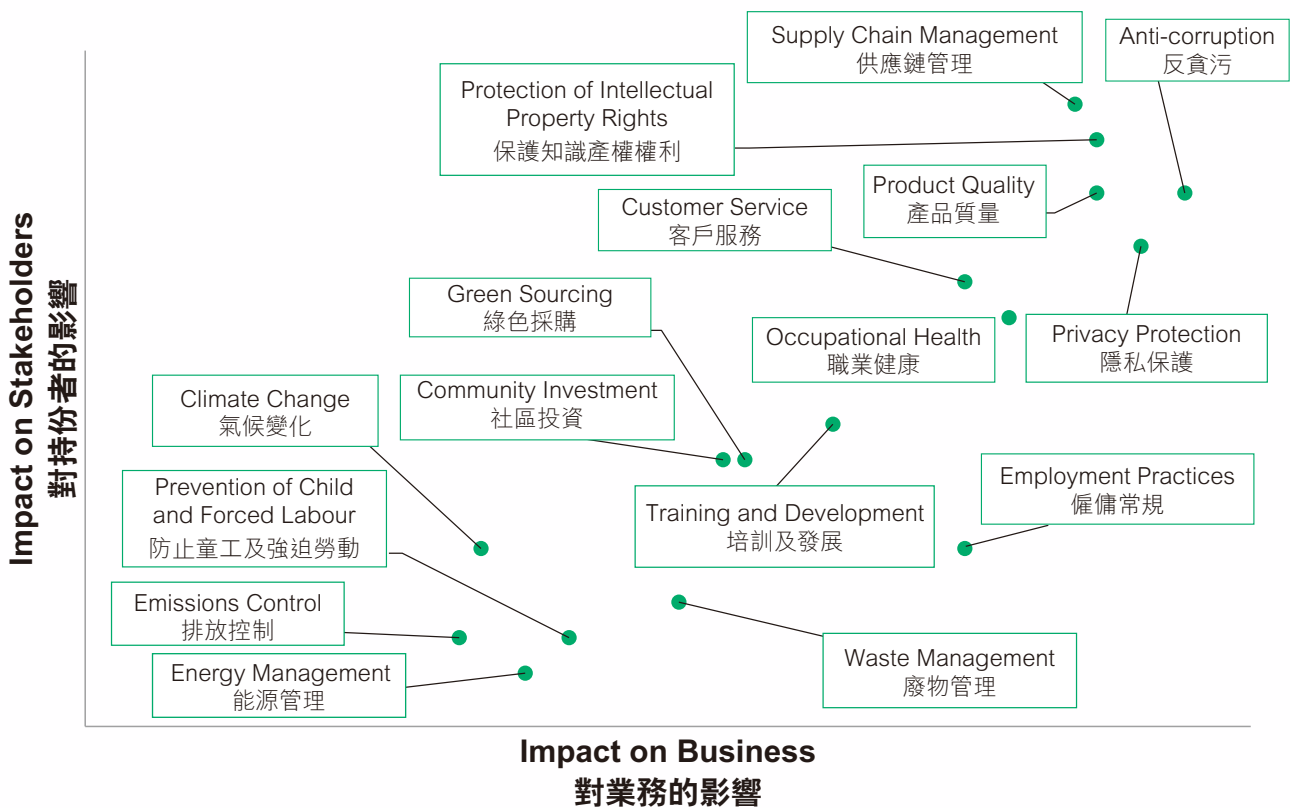 Supply Chain Management
供應鏈管理
Anti-corruption
反貪污
Protection of Intellectual
Property Rights
保護知識產權權利
Product Quality
產品質量
Customer Service
客戶服務
Green Sourcing
綠色採購
Occupational Health
職業健康
Privacy Protection
隱私保護
Climate Change
氣候變化
Community Investment
社區投資
Prevention of Child
and Forced Labour
防止童工及強迫勞動
Training and Development
培訓及發展
Employment Practices
僱傭常規
Emissions Control
排放控制
Energy Management
能源管理
Waste Management
廢物管理
Impact on Stakeholders
對持份者的影響
Impact on Business
對業務的影響